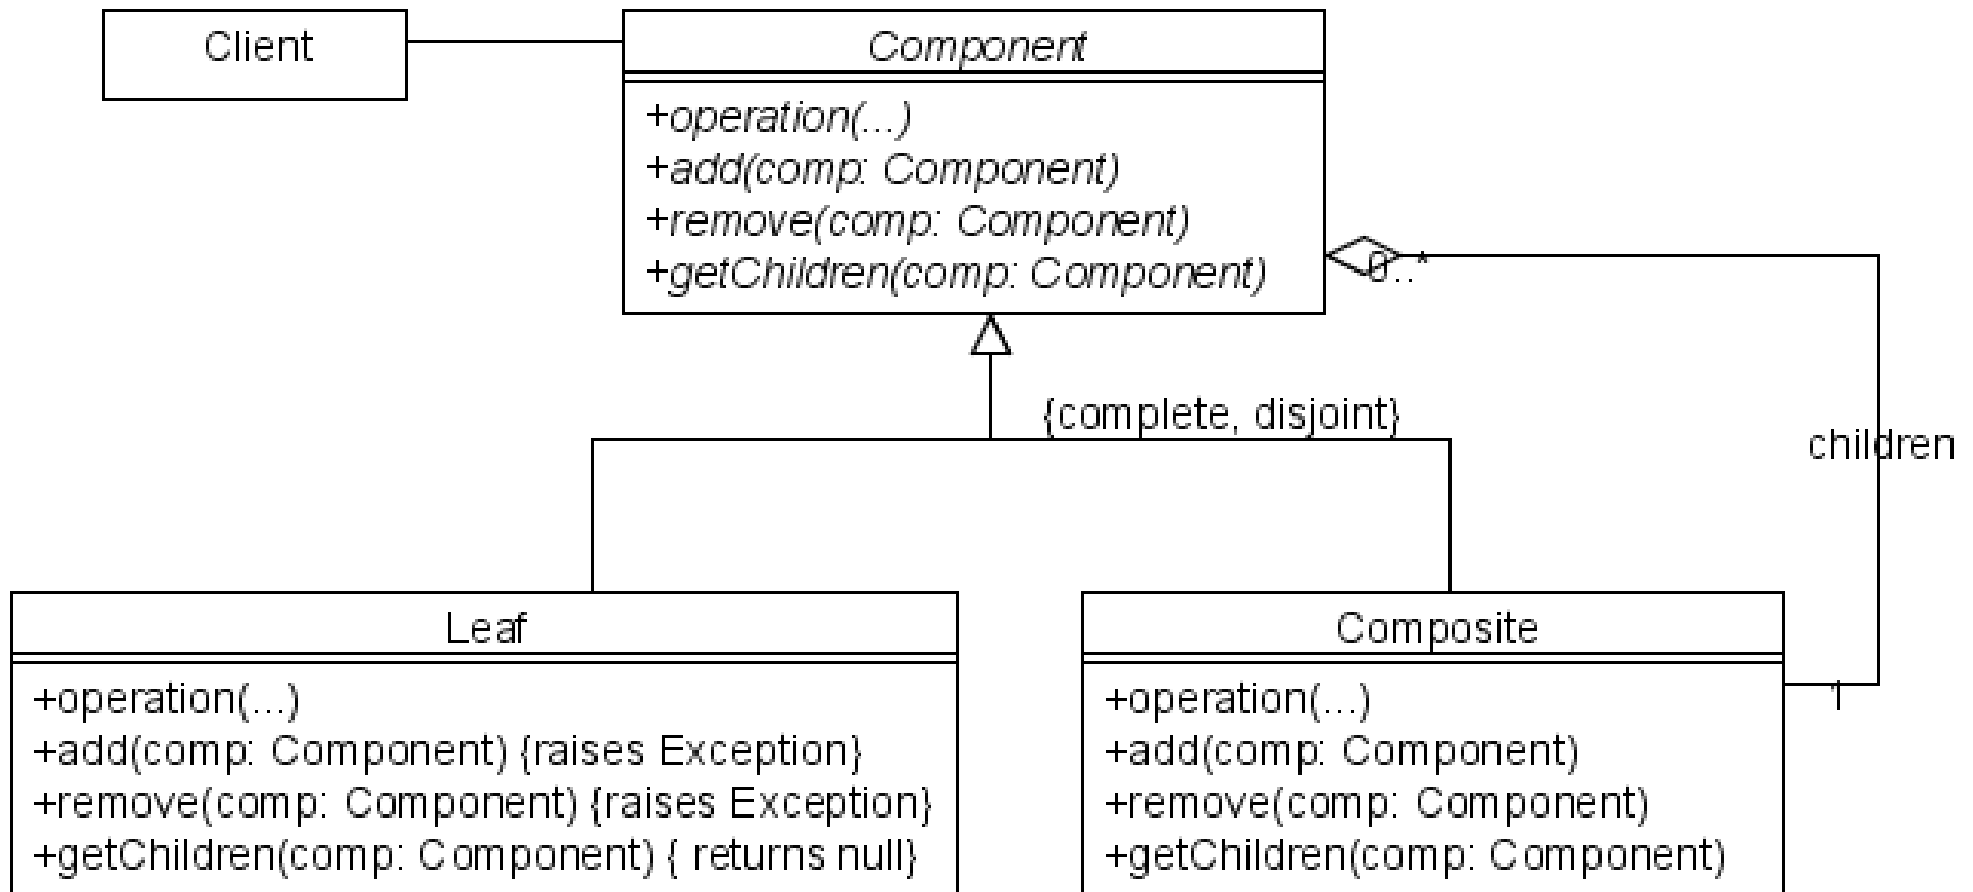 Client
Component
+operation(...)
+add(comp: Component)
+remove(comp: Component)
+getChildren(comp: Component)
0..*
{complete, disjoint}
children
Leaf
+operation(...)
+add(comp: Component) {raises Exception}
+remove(comp: Component) {raises Exception}
+getChildren(comp: Component) { returns null}
Composite
+operation(...)
+add(comp: Component)
+remove(comp: Component)
+getChildren(comp: Component)
1